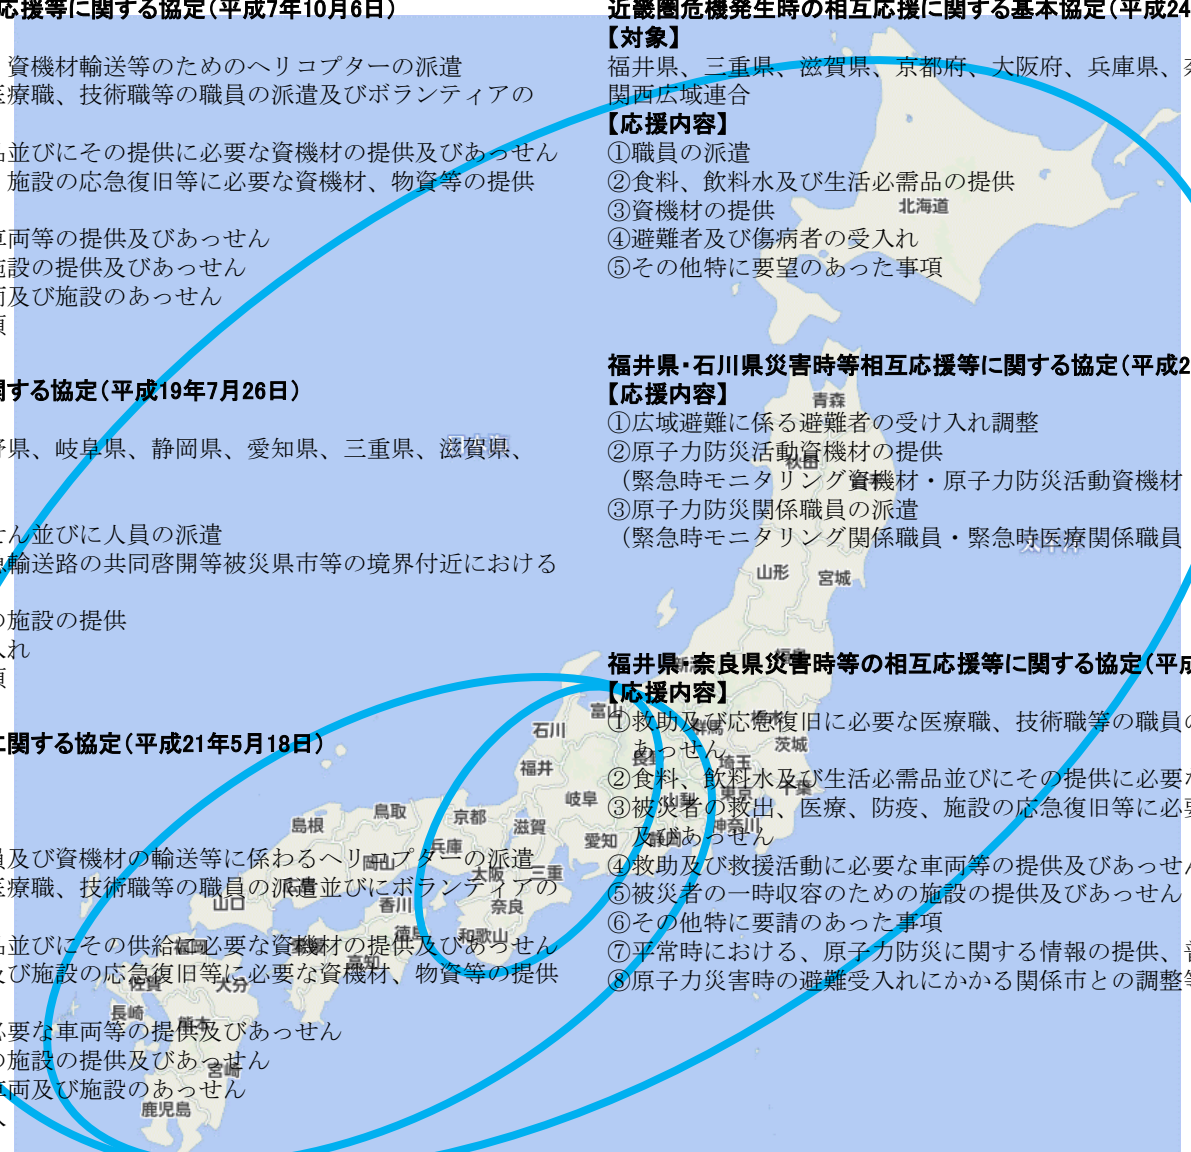 応援等に関する協定（平成7年10月6日）
資機材輸送等のためのヘリコプターの派遣
医療職、技術職等の職員の派遣及びボランティアの
品並びにその提供に必要な資機材の提供及びあっせん
、施設の応急復旧等に必要な資機材、物資等の提供
車両等の提供及びあっせん
施設の提供及びあっせん
両及び施設のあっせん
項
関する協定（平成19年7月26日）
野県、岐阜県、静岡県、愛知県、三重県、滋賀県、
せん並びに人員の派遣
急輸送路の共同啓開等被災県市等の境界付近における
の施設の提供
入れ
項
に関する協定（平成21年5月18日）
員及び資機材の輸送等に係わるヘリコプターの派遣
医療職、技術職等の職員の派遣並びにボランティアの
品並びにその供給に必要な資機材の提供及びあっせん
及び施設の応急復旧等に必要な資機材、物資等の提供
必要な車両等の提供及びあっせん
の施設の提供及びあっせん
車両及び施設のあっせん
近畿圏危機発生時の相互応援に関する基本協定（平成24
【対象】
福井県、三重県、滋賀県、京都府、大阪府、兵庫県、奈
関西広域連合
【応援内容】
①職員の派遣
②食料、飲料水及び生活必需品の提供
③資機材の提供
④避難者及び傷病者の受入れ
⑤その他特に要望のあった事項
福井県・石川県災害時等相互応援等に関する協定（平成2
【応援内容】
①広域避難に係る避難者の受け入れ調整
②原子力防災活動資機材の提供
（緊急時モニタリング資機材・原子力防災活動資機材
③原子力防災関係職員の派遣
（緊急時モニタリング関係職員・緊急時医療関係職員
福井県・奈良県災害時等の相互応援等に関する協定（平成
【応援内容】
①救助及び応急復旧に必要な医療職、技術職等の職員の
あっせん
②食料、飲料水及び生活必需品並びにその提供に必要な
③被災者の救出、医療、防疫、施設の応急復旧等に必要
及びあっせん
④救助及び救援活動に必要な車両等の提供及びあっせん
⑤被災者の一時収容のための施設の提供及びあっせん
⑥その他特に要請のあった事項
⑦平常時における、原子力防災に関する情報の提供、普
⑧原子力災害時の避難受入れにかかる関係市との調整等
北海道
青森
秋田
山形
宮城
富山
石川
群馬
栃木
茨城
福井
長野
埼玉
岐阜
山梨
東京
千葉
鳥取
京都
滋賀
島根
愛知
静岡
神奈川
兵庫
岡山
大阪
三重
山口
香川
奈良
徳島
和歌山
福岡
高知
佐賀
大分
長崎
熊本
宮崎
鹿児島